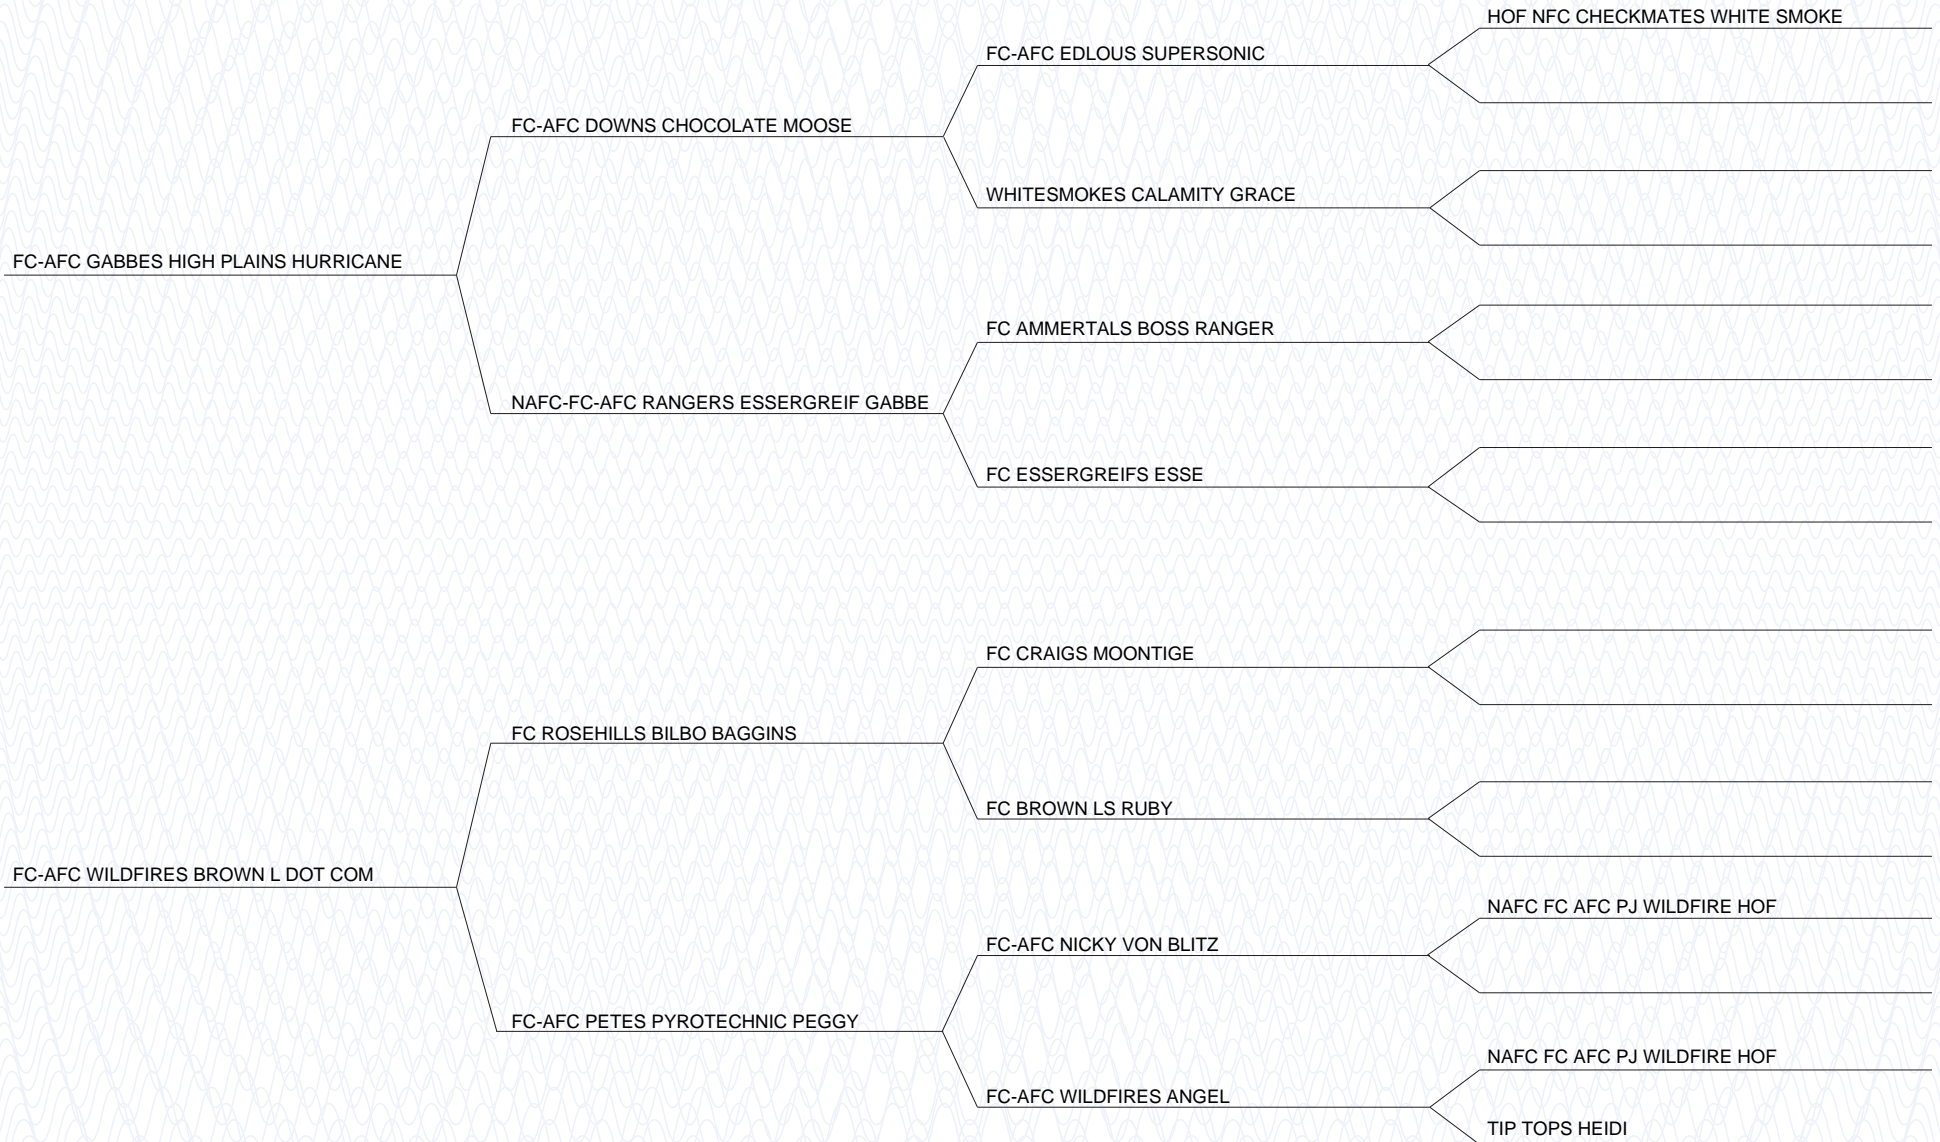 HOF NFC CHECKMATES WHITE SMOKE
FC-AFC EDLOUS SUPERSONIC
FC-AFC DOWNS CHOCOLATE MOOSE
WHITESMOKES CALAMITY GRACE
FC-AFC GABBES HIGH PLAINS HURRICANE
FC AMMERTALS BOSS RANGER
NAFC-FC-AFC RANGERS ESSERGREIF GABBE
FC ESSERGREIFS ESSE
FC CRAIGS MOONTIGE
FC ROSEHILLS BILBO BAGGINS
FC BROWN LS RUBY
FC-AFC WILDFIRES BROWN L DOT COM
NAFC FC AFC PJ WILDFIRE HOF
FC-AFC NICKY VON BLITZ
FC-AFC PETES PYROTECHNIC PEGGY
NAFC FC AFC PJ WILDFIRE HOF
FC-AFC WILDFIRES ANGEL
TIP TOPS HEIDI